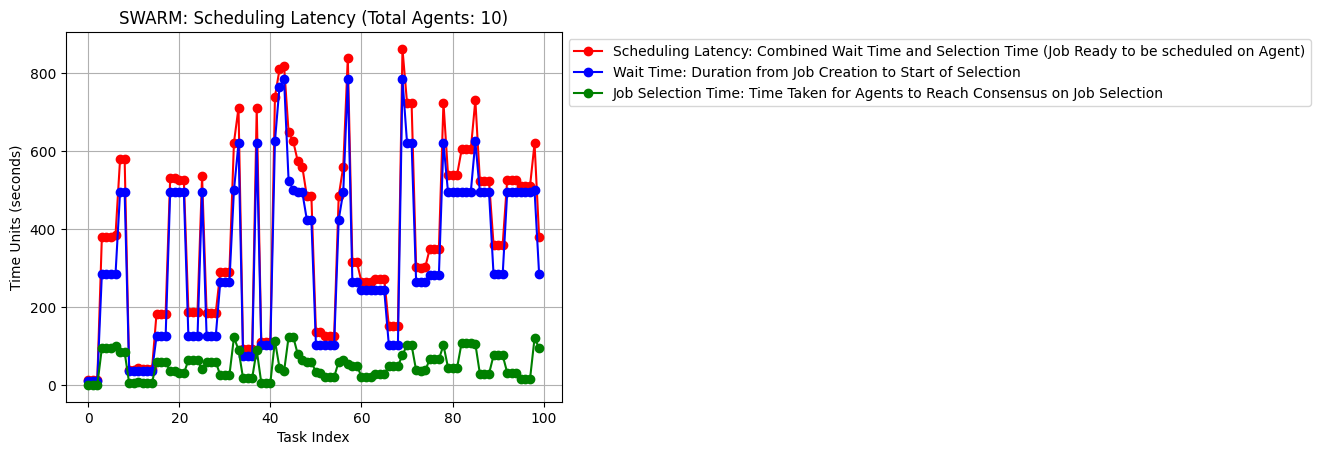 SWARM: Scheduling Latency (Total Agents: 10)
Scheduling Latency: Combined Wait Time and Selection Time (Job Ready to be scheduled on Agent)
Wait Time: Duration from Job Creation to Start of Selection
Job Selection Time: Time Taken for Agents to Reach Consensus on Job Selection
Time Units (seconds)
800
600
400
200
0
0 20 40 60 80 100
Task Index